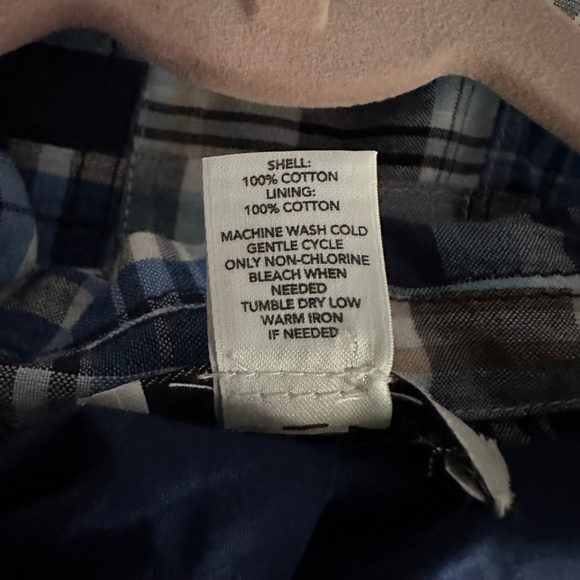 SHELL:
100% COTTON
LINING:
100% COTTON
MACHINE WASH COLD
GENTLE CYCLE
ONLY NON-CHLORINE
BLEACH WHEN
NEEDED
TUMBLE DRY LOW
WARM IRON
IF NEEDED